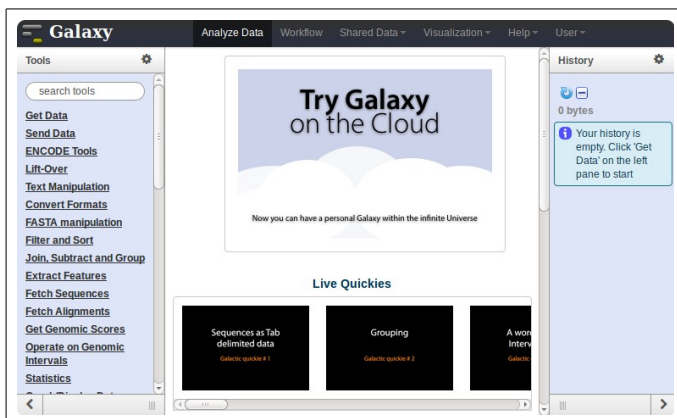 Galaxy
Analyze Data Workflow Shared Data Visualization Help User
Tools
search tools
Get Data
Send Data
ENCODE Tools
Lift-Over
Text Manipulation
Convert Formats
FASTA manipulation
Filter and Sort
Join, Subtract and Group
Extract Features
Fetch Sequences
Fetch Alignments
Get Genomic Scores
Operate on Genomic
Intervals
Statistics
Try Galaxy
on the Cloud
Now you can have a personal Galaxy within the infinite Universe
Live Quickies
Sequences as Tab
delimited data
Galactic quickie # 1
Grouping
Galactic quickie # 2
A wor
Interv
Galactic
History
0 bytes
Your history is
empty. Click 'Get
Data' on the left
pane to start